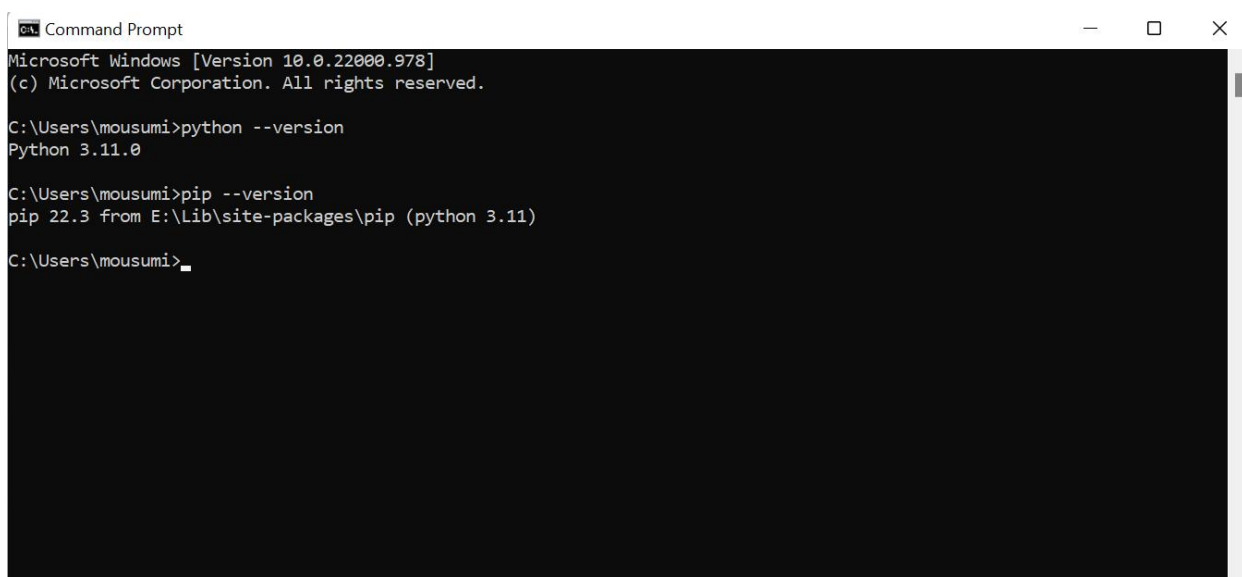 Command Prompt
Microsoft Windows [Version 10.0.22000.978]
(c) Microsoft Corporation. All rights reserved.
C:\Users\mousumi>python --version
Python 3.11.0
C:\Users\mousumi>pip --version
pip 22.3 from E:\Lib\site-packages\pip (python 3.11)
C:\Users\mousumi>